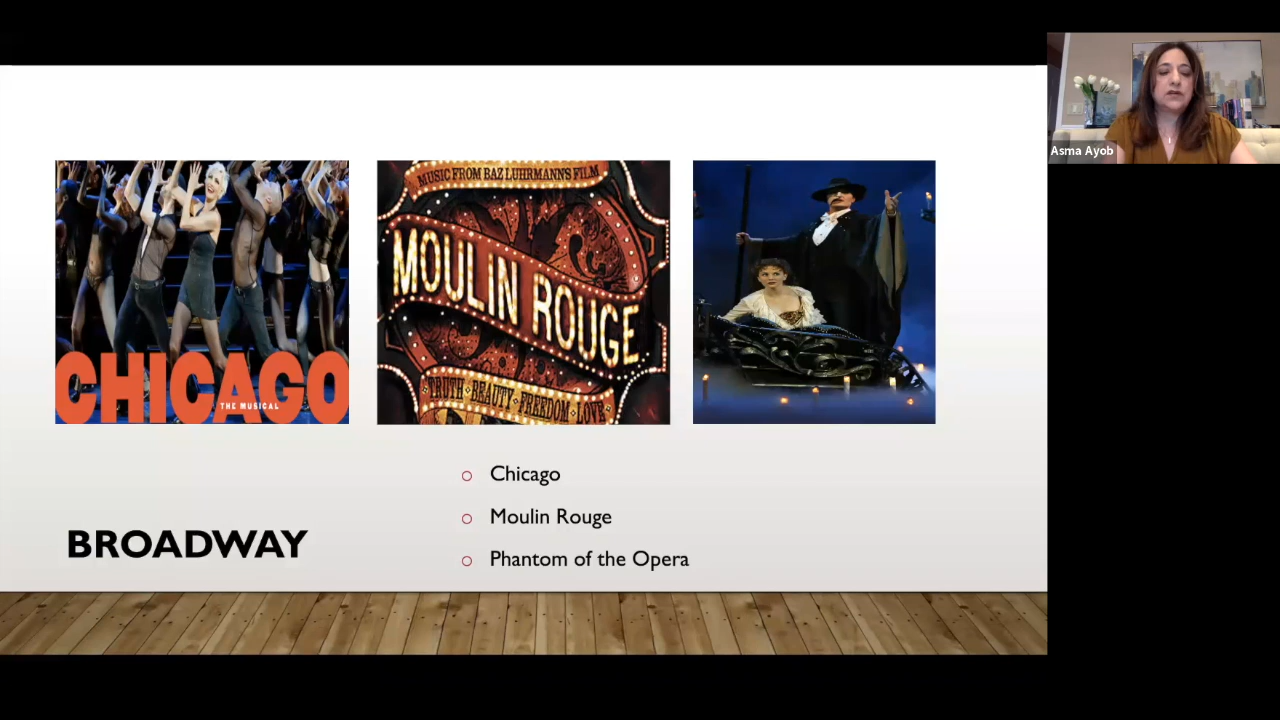 CHICAGO
THE MUSICAL
MUSIC FROM BAZ LUHRMANN'S FILM
MOULIN ROUGE
TRUTH · BEAUTY · FREEDOM · LOVE
Asma Ayob
Chicago
Moulin Rouge
Phantom of the Opera
BROADWAY